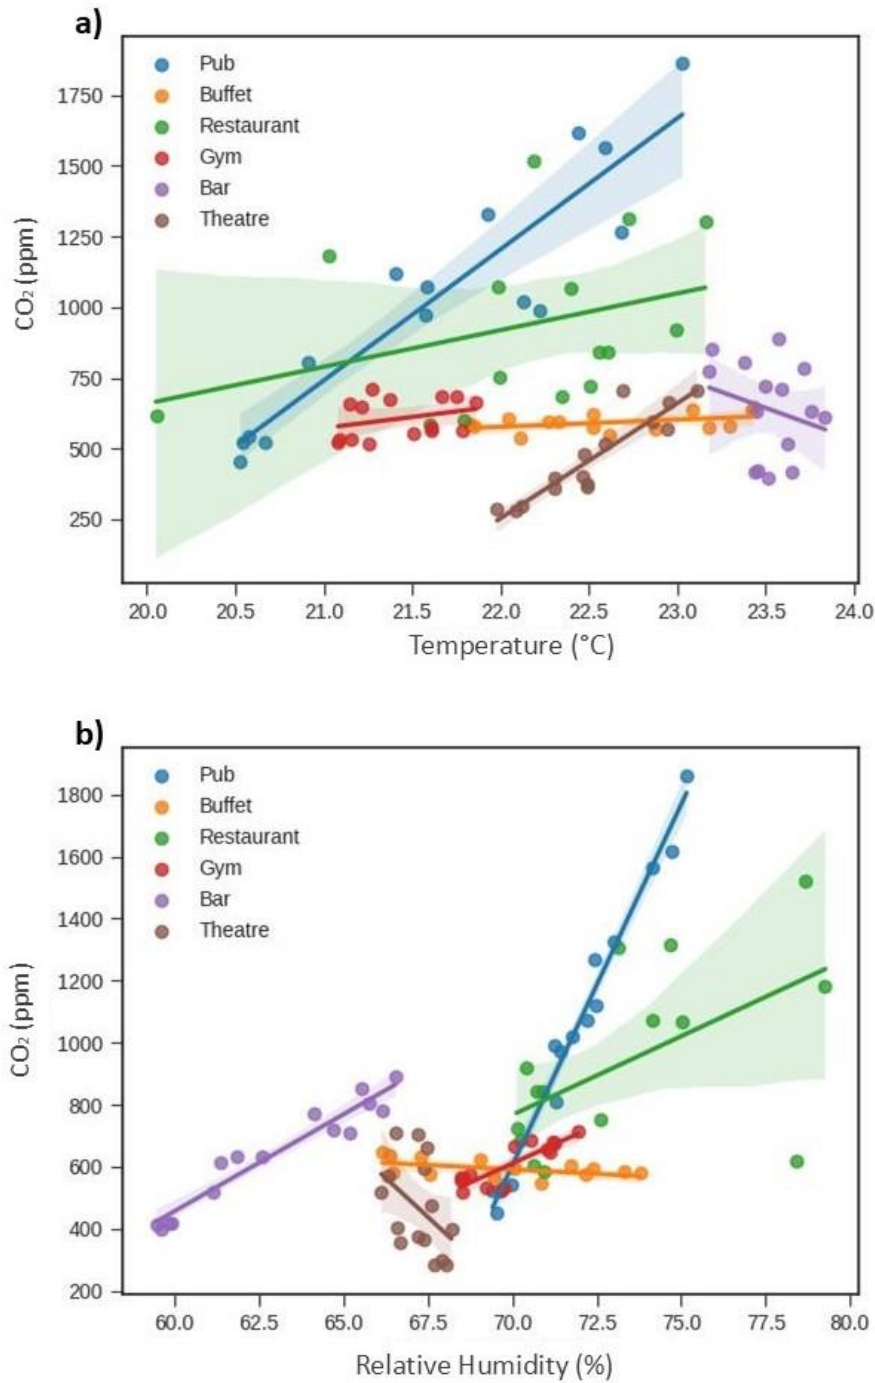 a)
Pub
Buffet
Restaurant
Gym
Bar
Theatre
1750
1500
1250
1000
750
500
250
CO₂ (ppm)
20.0 20.5 21.0 21.5 22.0 22.5 23.0 23.5 24.0
Temperature (°C)
b)
Pub
Buffet
Restaurant
Gym
Bar
Theatre
1800
1600
1400
1200
1000
800
600
400
200
CO₂ (ppm)
60.0 62.5 65.0 67.5 70.0 72.5 75.0 77.5 80.0
Relative Humidity (%)